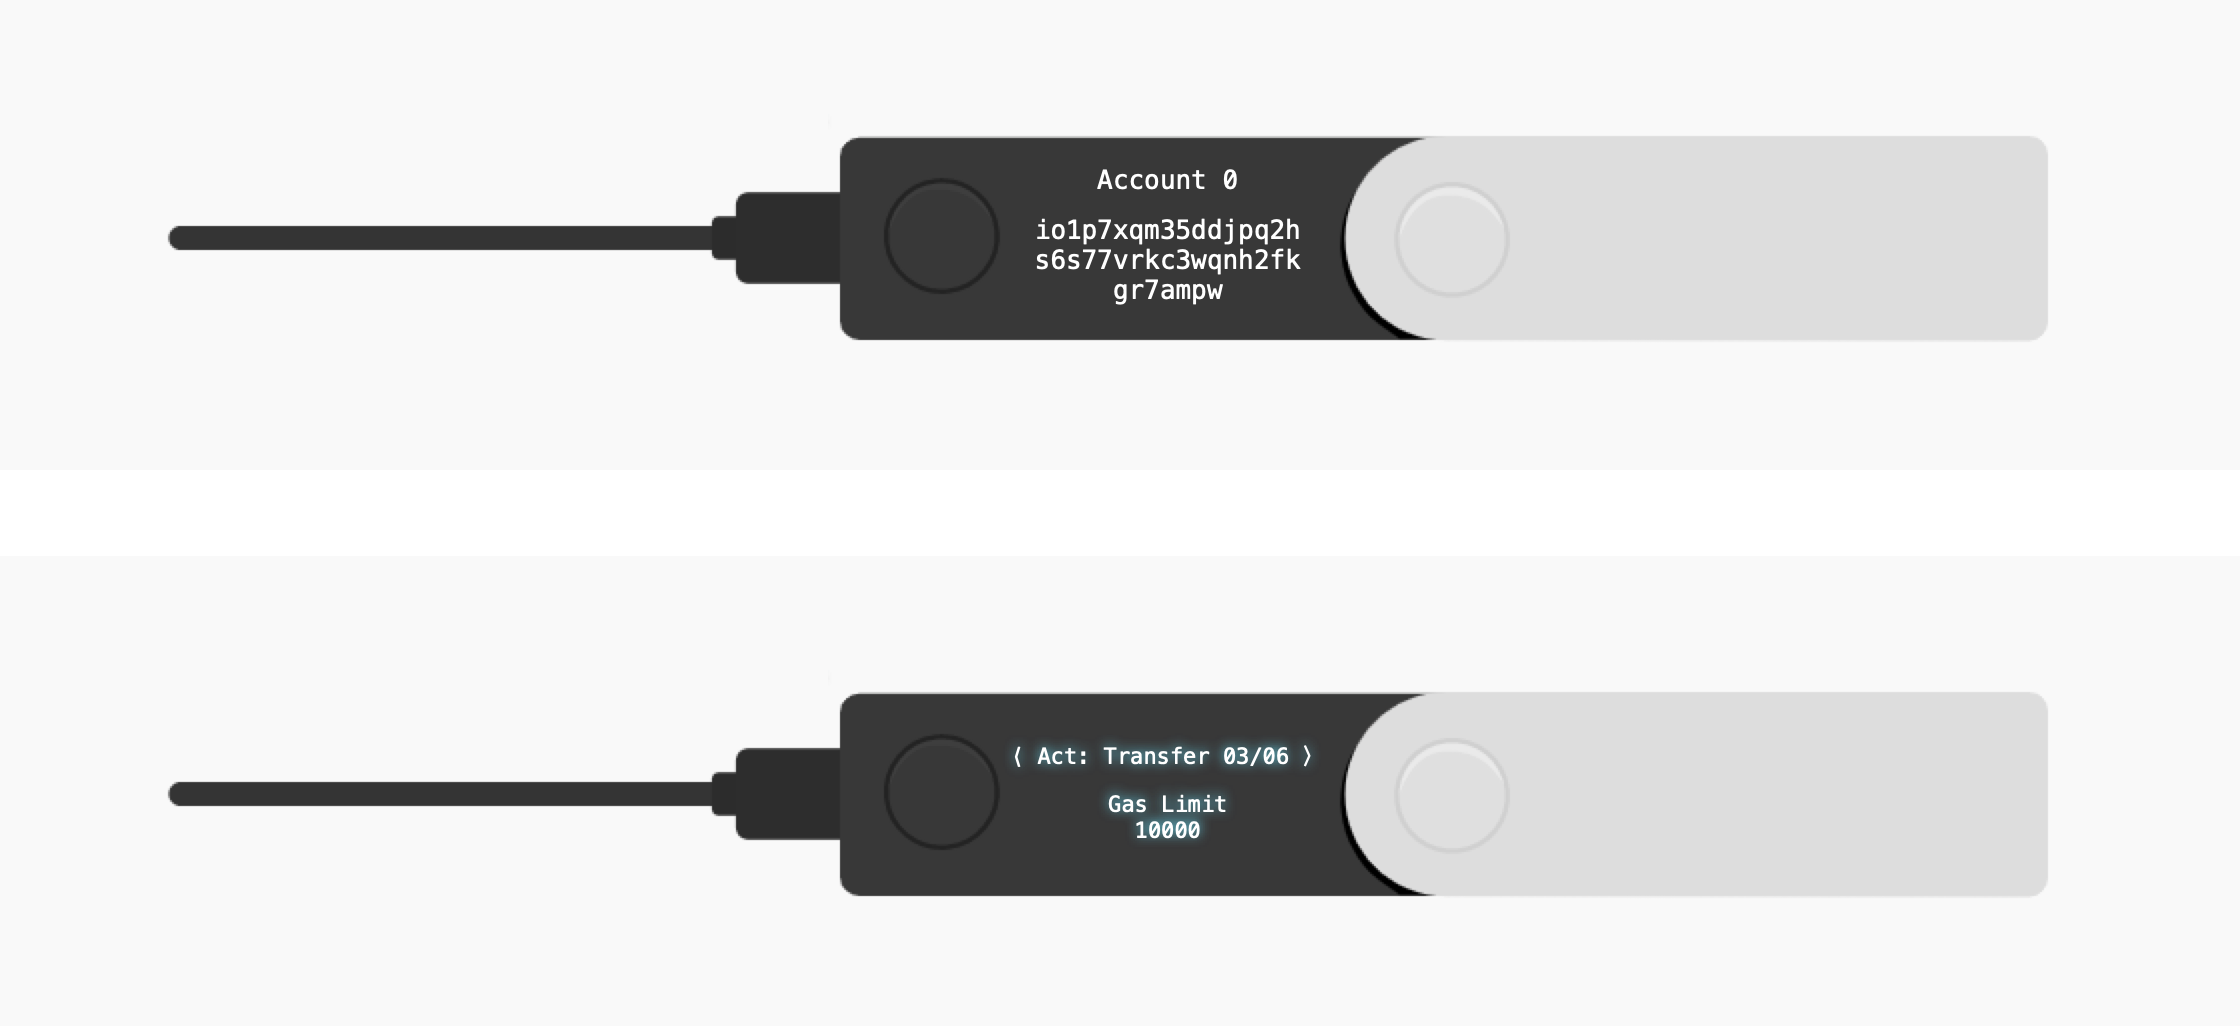 Account 0
io1p7xqm35ddjpq2h
s6s77vrkc3wqnh2fk
gr7ampw
⟨ Act: Transfer 03/06 ⟩
Gas Limit
10000